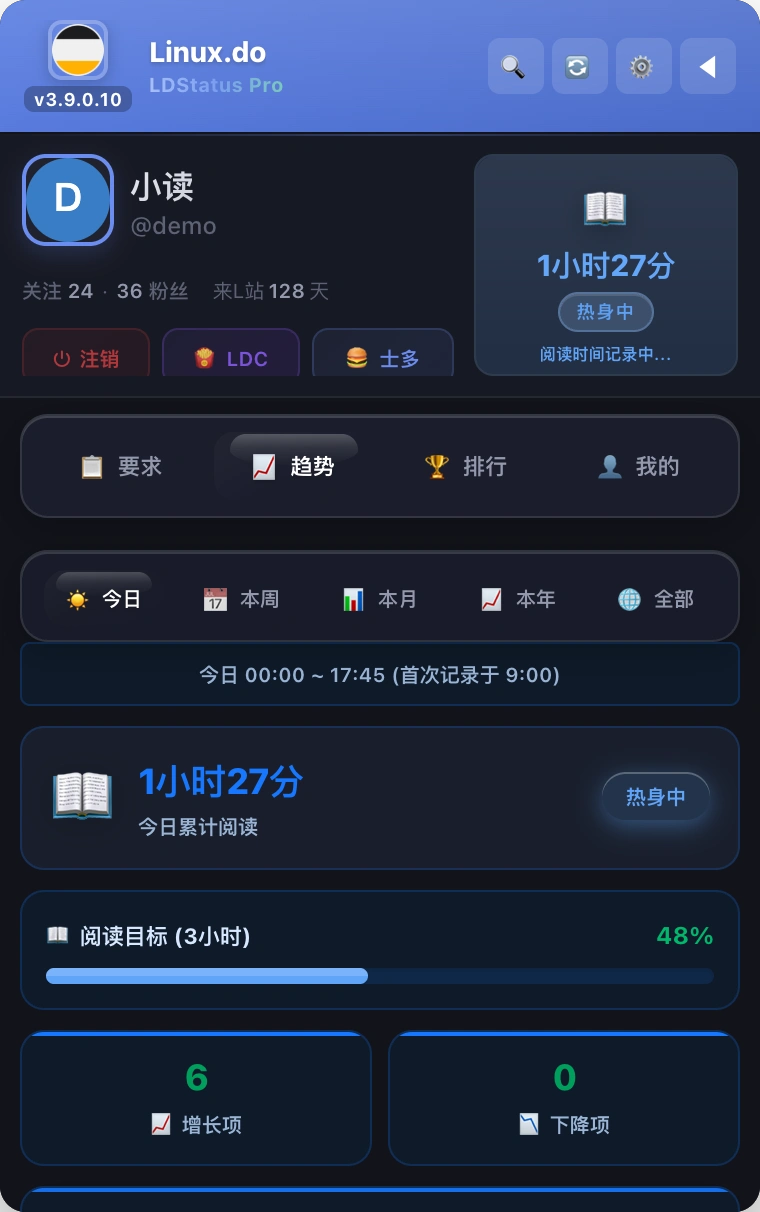 Linux.do
LDStatus Pro
v3.9.0.10
D
小读
@demo
关注 24 · 36 粉丝 来L站 128 天
注销
LDC
士多
1小时27分
热身中
阅读时间记录中...
要求
趋势
排行
我的
今日
本周
本月
本年
全部
今日 00:00 ~ 17:45 (首次记录于 9:00)
1小时27分
今日累计阅读
热身中
阅读目标 (3小时)
48%
6
增长项
0
下降项